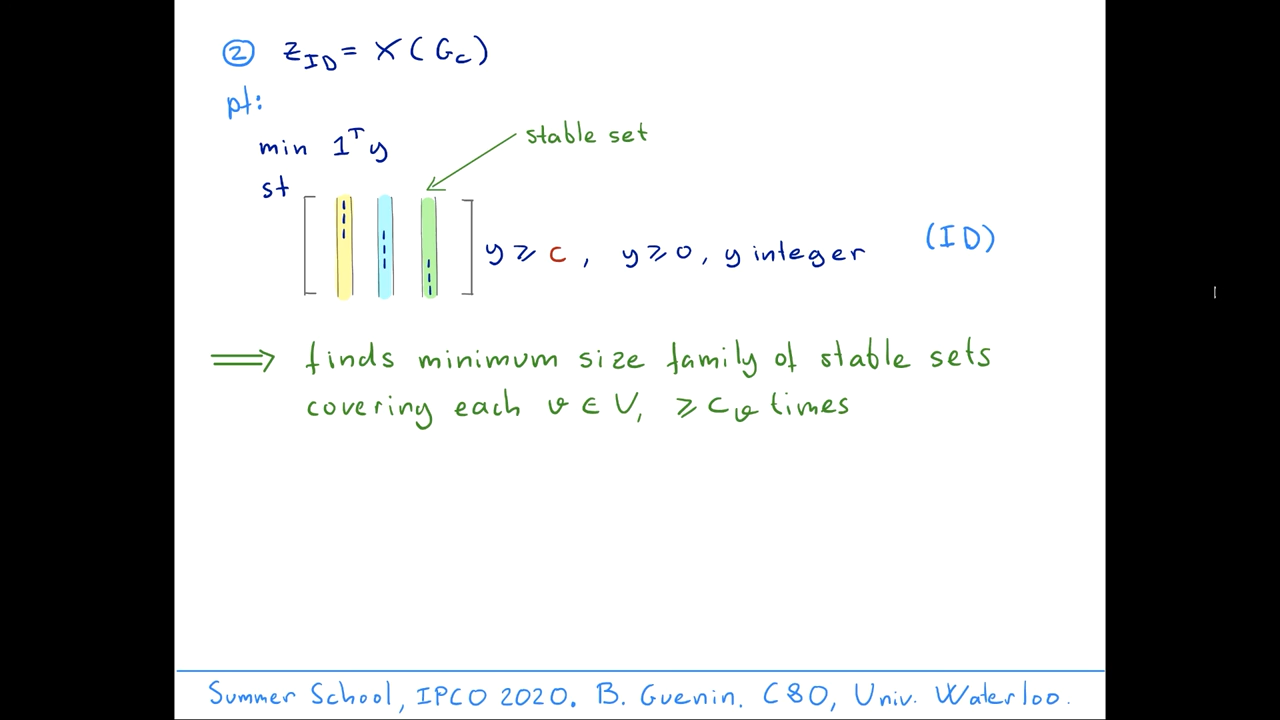 ② z_ID = χ(G_c)
pf:
min 1ᵀy
stable set
st [ ] y ≥ c, y ≥ 0, y integer (ID)
⟹ finds minimum size family of stable sets
covering each v ∈ V, ≥ c_v times
Summer School, IPCO 2020. B. Guenin. C&O, Univ. Waterloo.